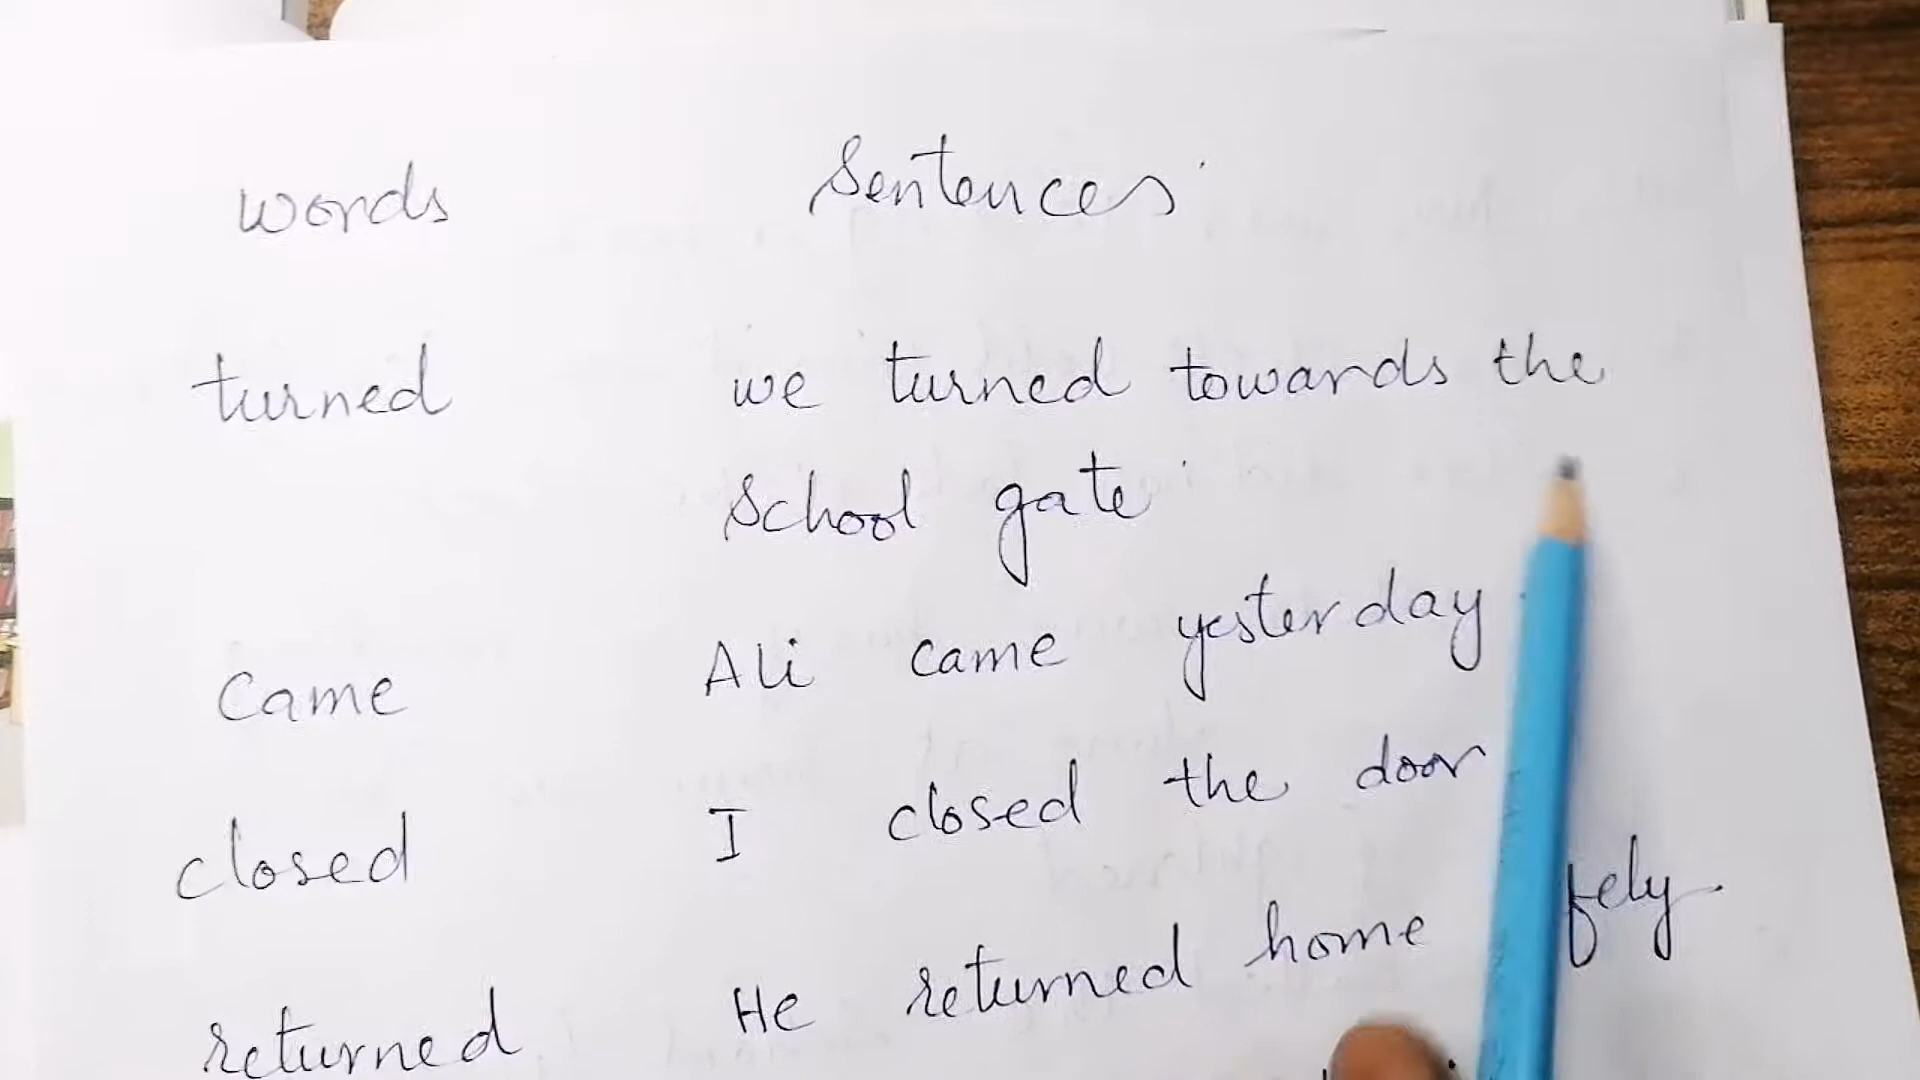 words sentences
turned we turned towards the
school gate
Came Ali came yesterday
closed I closed the door
returned He returned home fely.